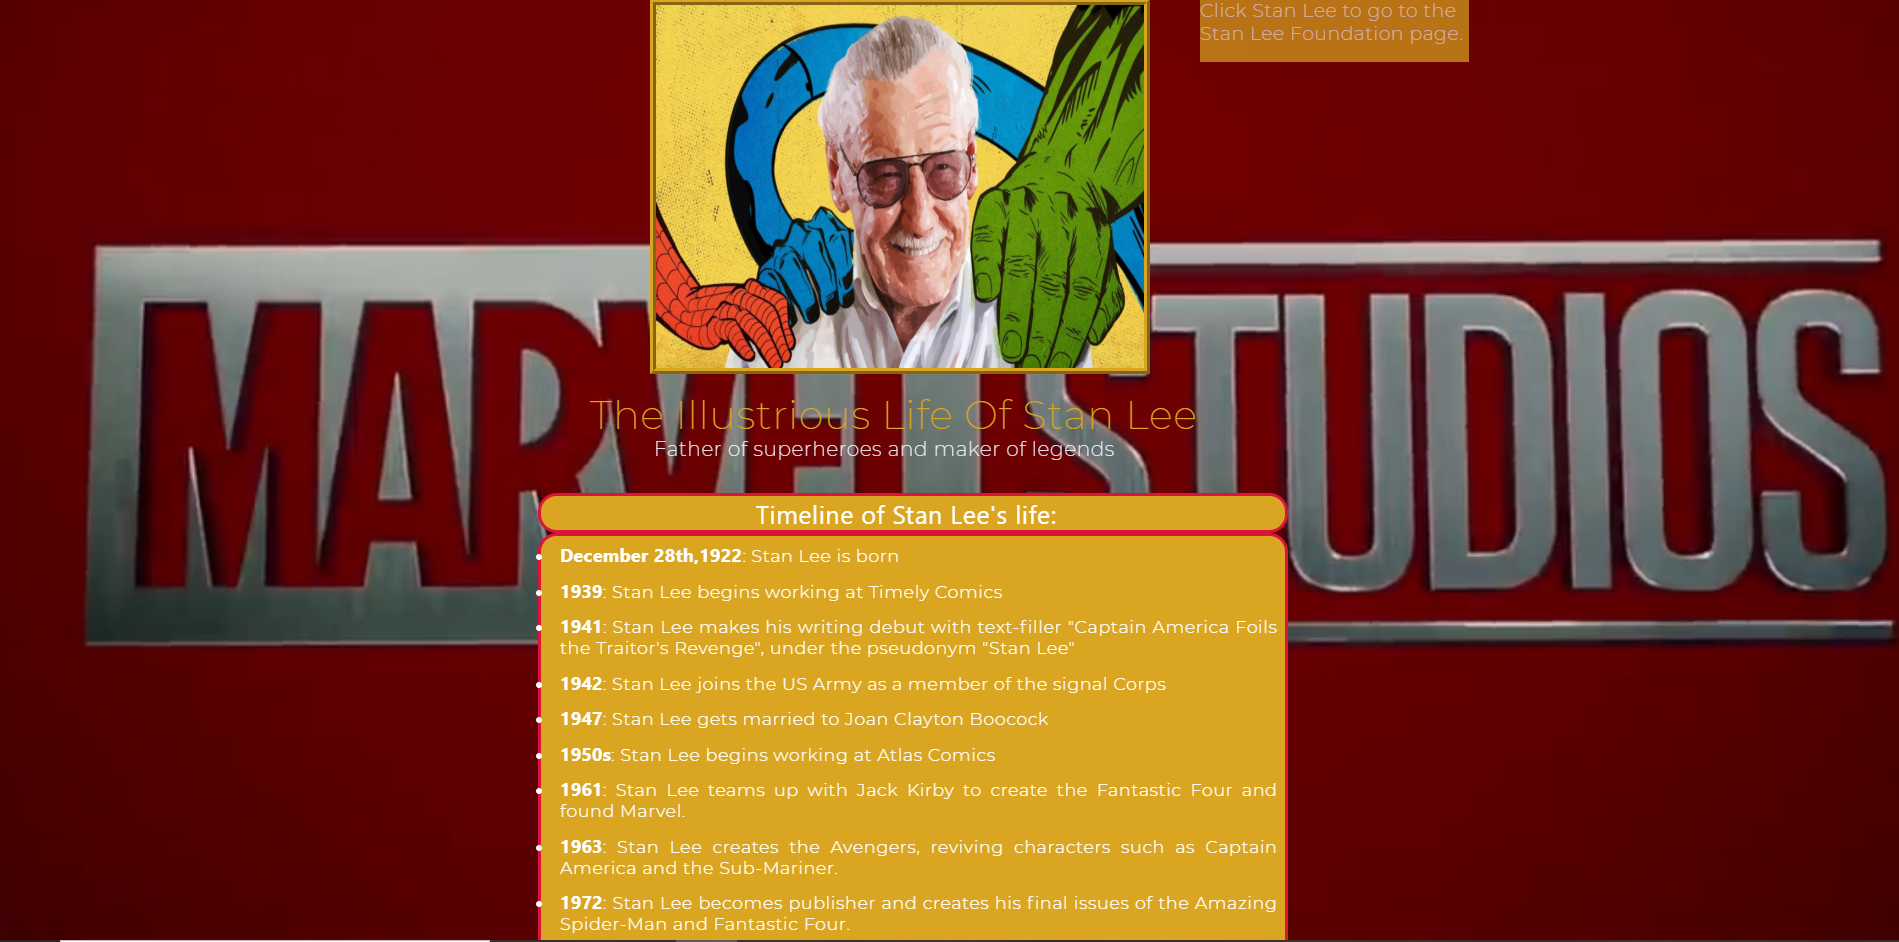 Click Stan Lee to go to the
Stan Lee Foundation page.
MARVEL STUDIOS
The Illustrious Life Of Stan Lee
Father of superheroes and maker of legends
Timeline of Stan Lee's life:
December 28th,1922: Stan Lee is born
1939: Stan Lee begins working at Timely Comics
1941: Stan Lee makes his writing debut with text-filler "Captain America Foils
the Traitor's Revenge", under the pseudonym "Stan Lee"
1942: Stan Lee joins the US Army as a member of the signal Corps
1947: Stan Lee gets married to Joan Clayton Boocock
1950s: Stan Lee begins working at Atlas Comics
1961: Stan Lee teams up with Jack Kirby to create the Fantastic Four and
found Marvel.
1963: Stan Lee creates the Avengers, reviving characters such as Captain
America and the Sub-Mariner.
1972: Stan Lee becomes publisher and creates his final issues of the Amazing
Spider-Man and Fantastic Four.